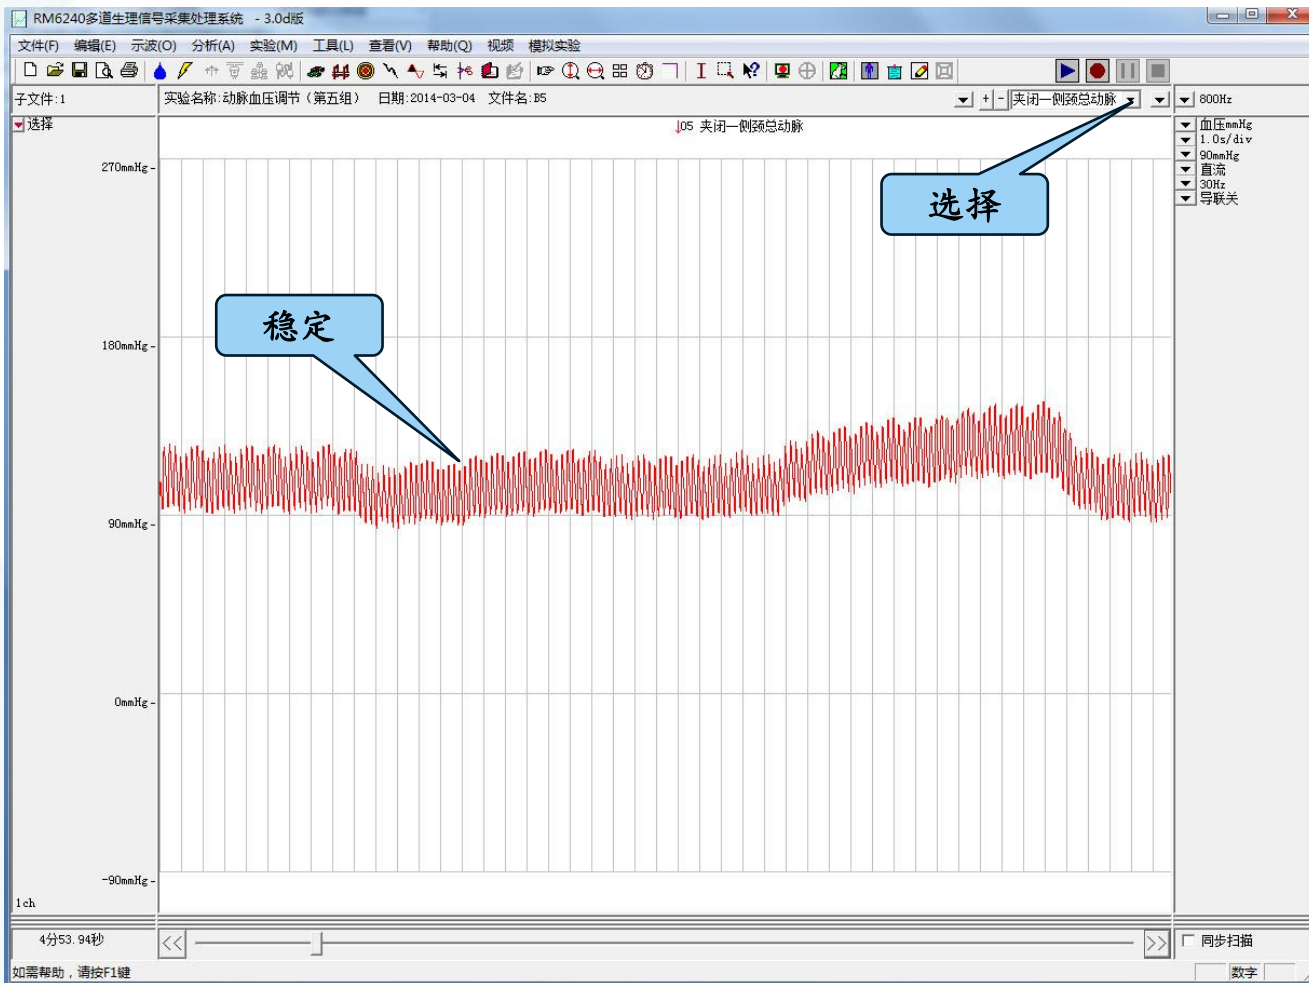 RM6240多道生理信号采集处理系统 - 3.0d版
文件(F) 编辑(E) 示波(O) 分析(A) 实验(M) 工具(L) 查看(V) 帮助(Q) 视频 模拟实验
子文件:1
实验名称:动脉血压调节（第五组） 日期:2014-03-04 文件名:B5
+ - 夹闭一侧颈总动脉
800Hz
选择
05 夹闭一侧颈总动脉
血压mmHg
1.0s/div
90mmHg
直流
30Hz
导联关
270mmHg
选择
稳定
180mmHg
90mmHg
0mmHg
-90mmHg
1ch
4分53.94秒
<<
>>
同步扫描
如需帮助，请按F1键
数字